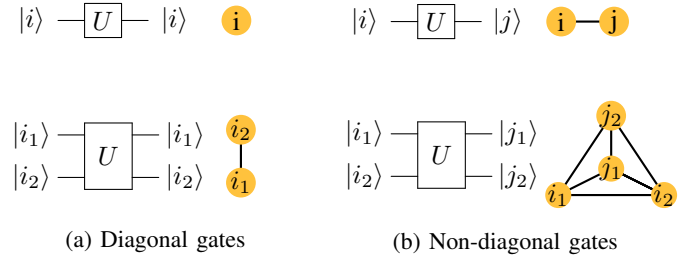 |i⟩ U |i⟩ i |i⟩ U |j⟩ i j
j₂
|i₁⟩ |i₁⟩ i₂ |i₁⟩ |j₁⟩
U U
j₁
|i₂⟩ |i₂⟩ i₁ |i₂⟩ |j₂⟩
i₁ i₂
(a) Diagonal gates (b) Non-diagonal gates